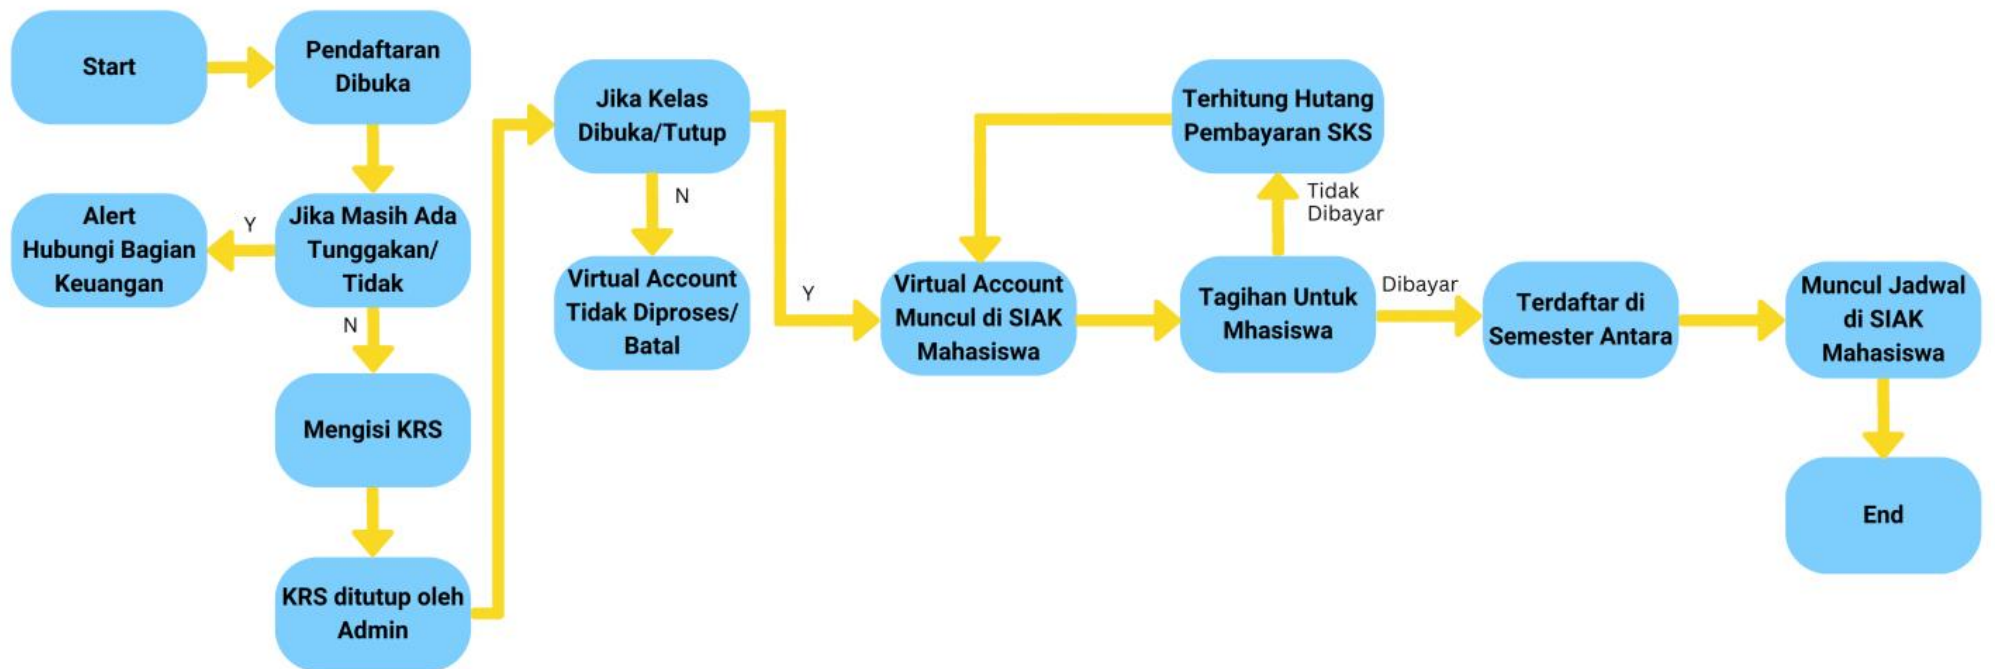 Start
Pendaftaran
Dibuka
Jika Masih Ada
Tunggakan/
Tidak
Y
Alert
Hubungi Bagian
Keuangan
N
Mengisi KRS
KRS ditutup oleh
Admin
Jika Kelas
Dibuka/Tutup
N
Virtual Account
Tidak Diproses/
Batal
Y
Virtual Account
Muncul di SIAK
Mahasiswa
Tagihan Untuk
Mhasiswa
Tidak
Dibayar
Terhitung Hutang
Pembayaran SKS
Dibayar
Terdaftar di
Semester Antara
Muncul Jadwal
di SIAK
Mahasiswa
End